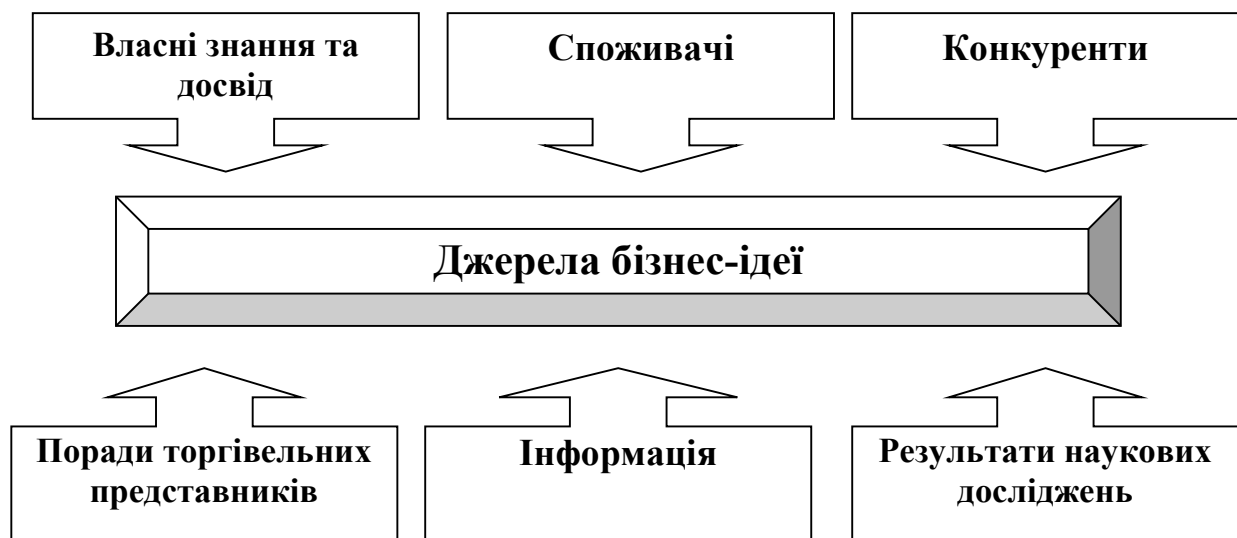 Власні знання та
досвід
Споживачі
Конкуренти
Джерела бізнес-ідеї
Поради торгівельних
представників
Інформація
Результати наукових
досліджень